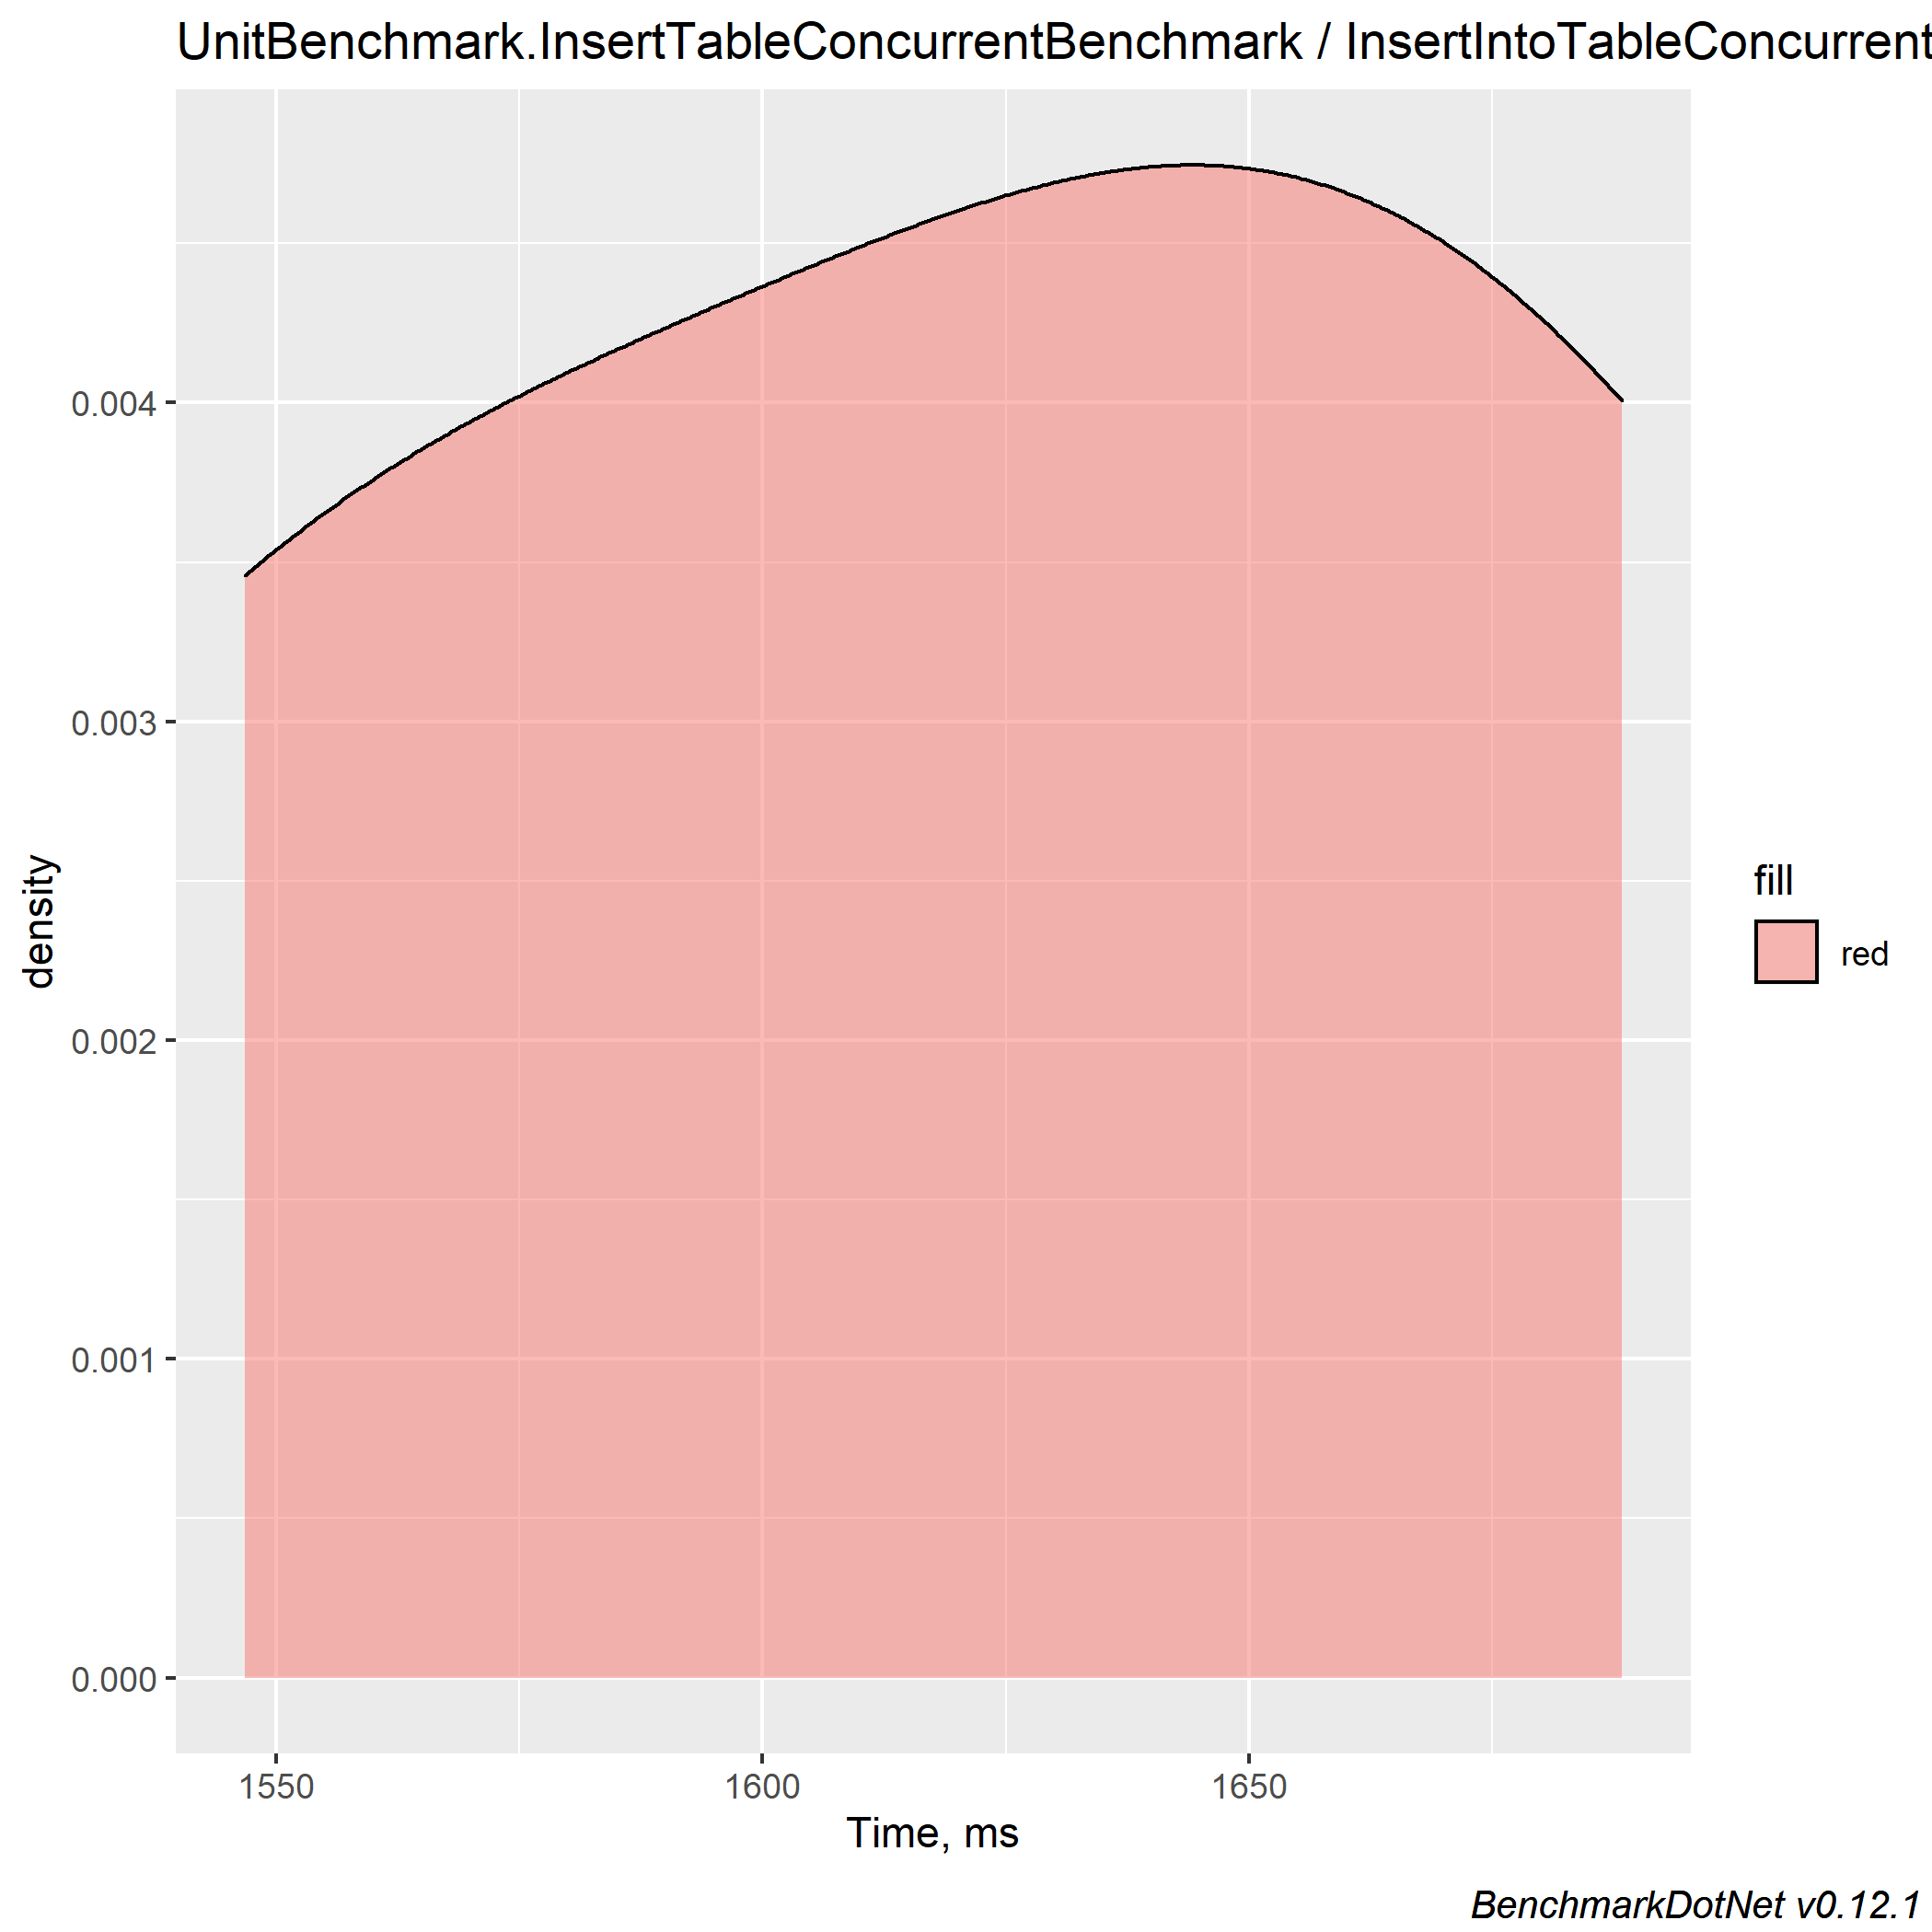 UnitBenchmark.InsertTableConcurrentBenchmark / InsertIntoTableConcurrent
0.004
0.003
0.002
0.001
0.000
density
1550 1600 1650
Time, ms
fill
red
BenchmarkDotNet v0.12.1